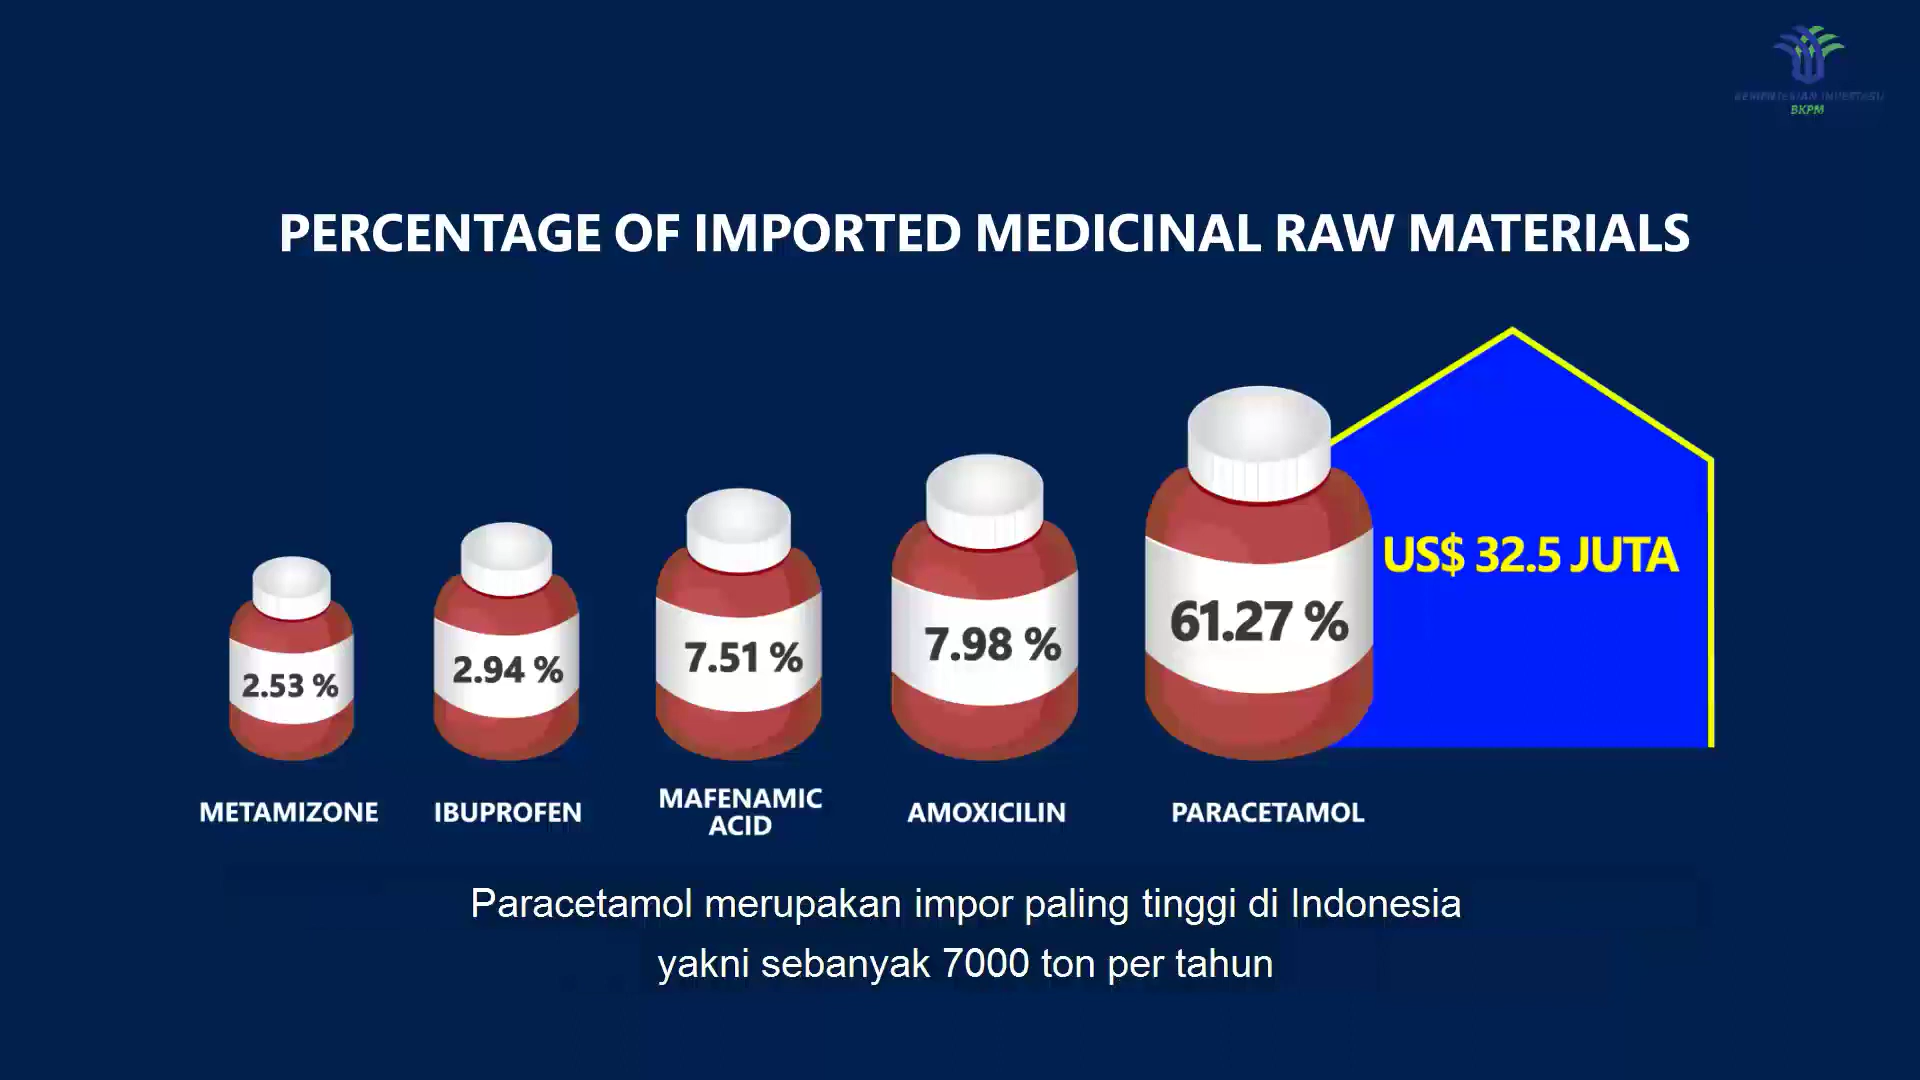 KEMENTERIAN INVESTASI/
BKPM
PERCENTAGE OF IMPORTED MEDICINAL RAW MATERIALS
US$ 32.5 JUTA
2.53 %
2.94 %
7.51 %
7.98 %
61.27 %
METAMIZONE
IBUPROFEN
MAFENAMIC
ACID
AMOXICILIN
PARACETAMOL
Paracetamol merupakan impor paling tinggi di Indonesia
yakni sebanyak 7000 ton per tahun